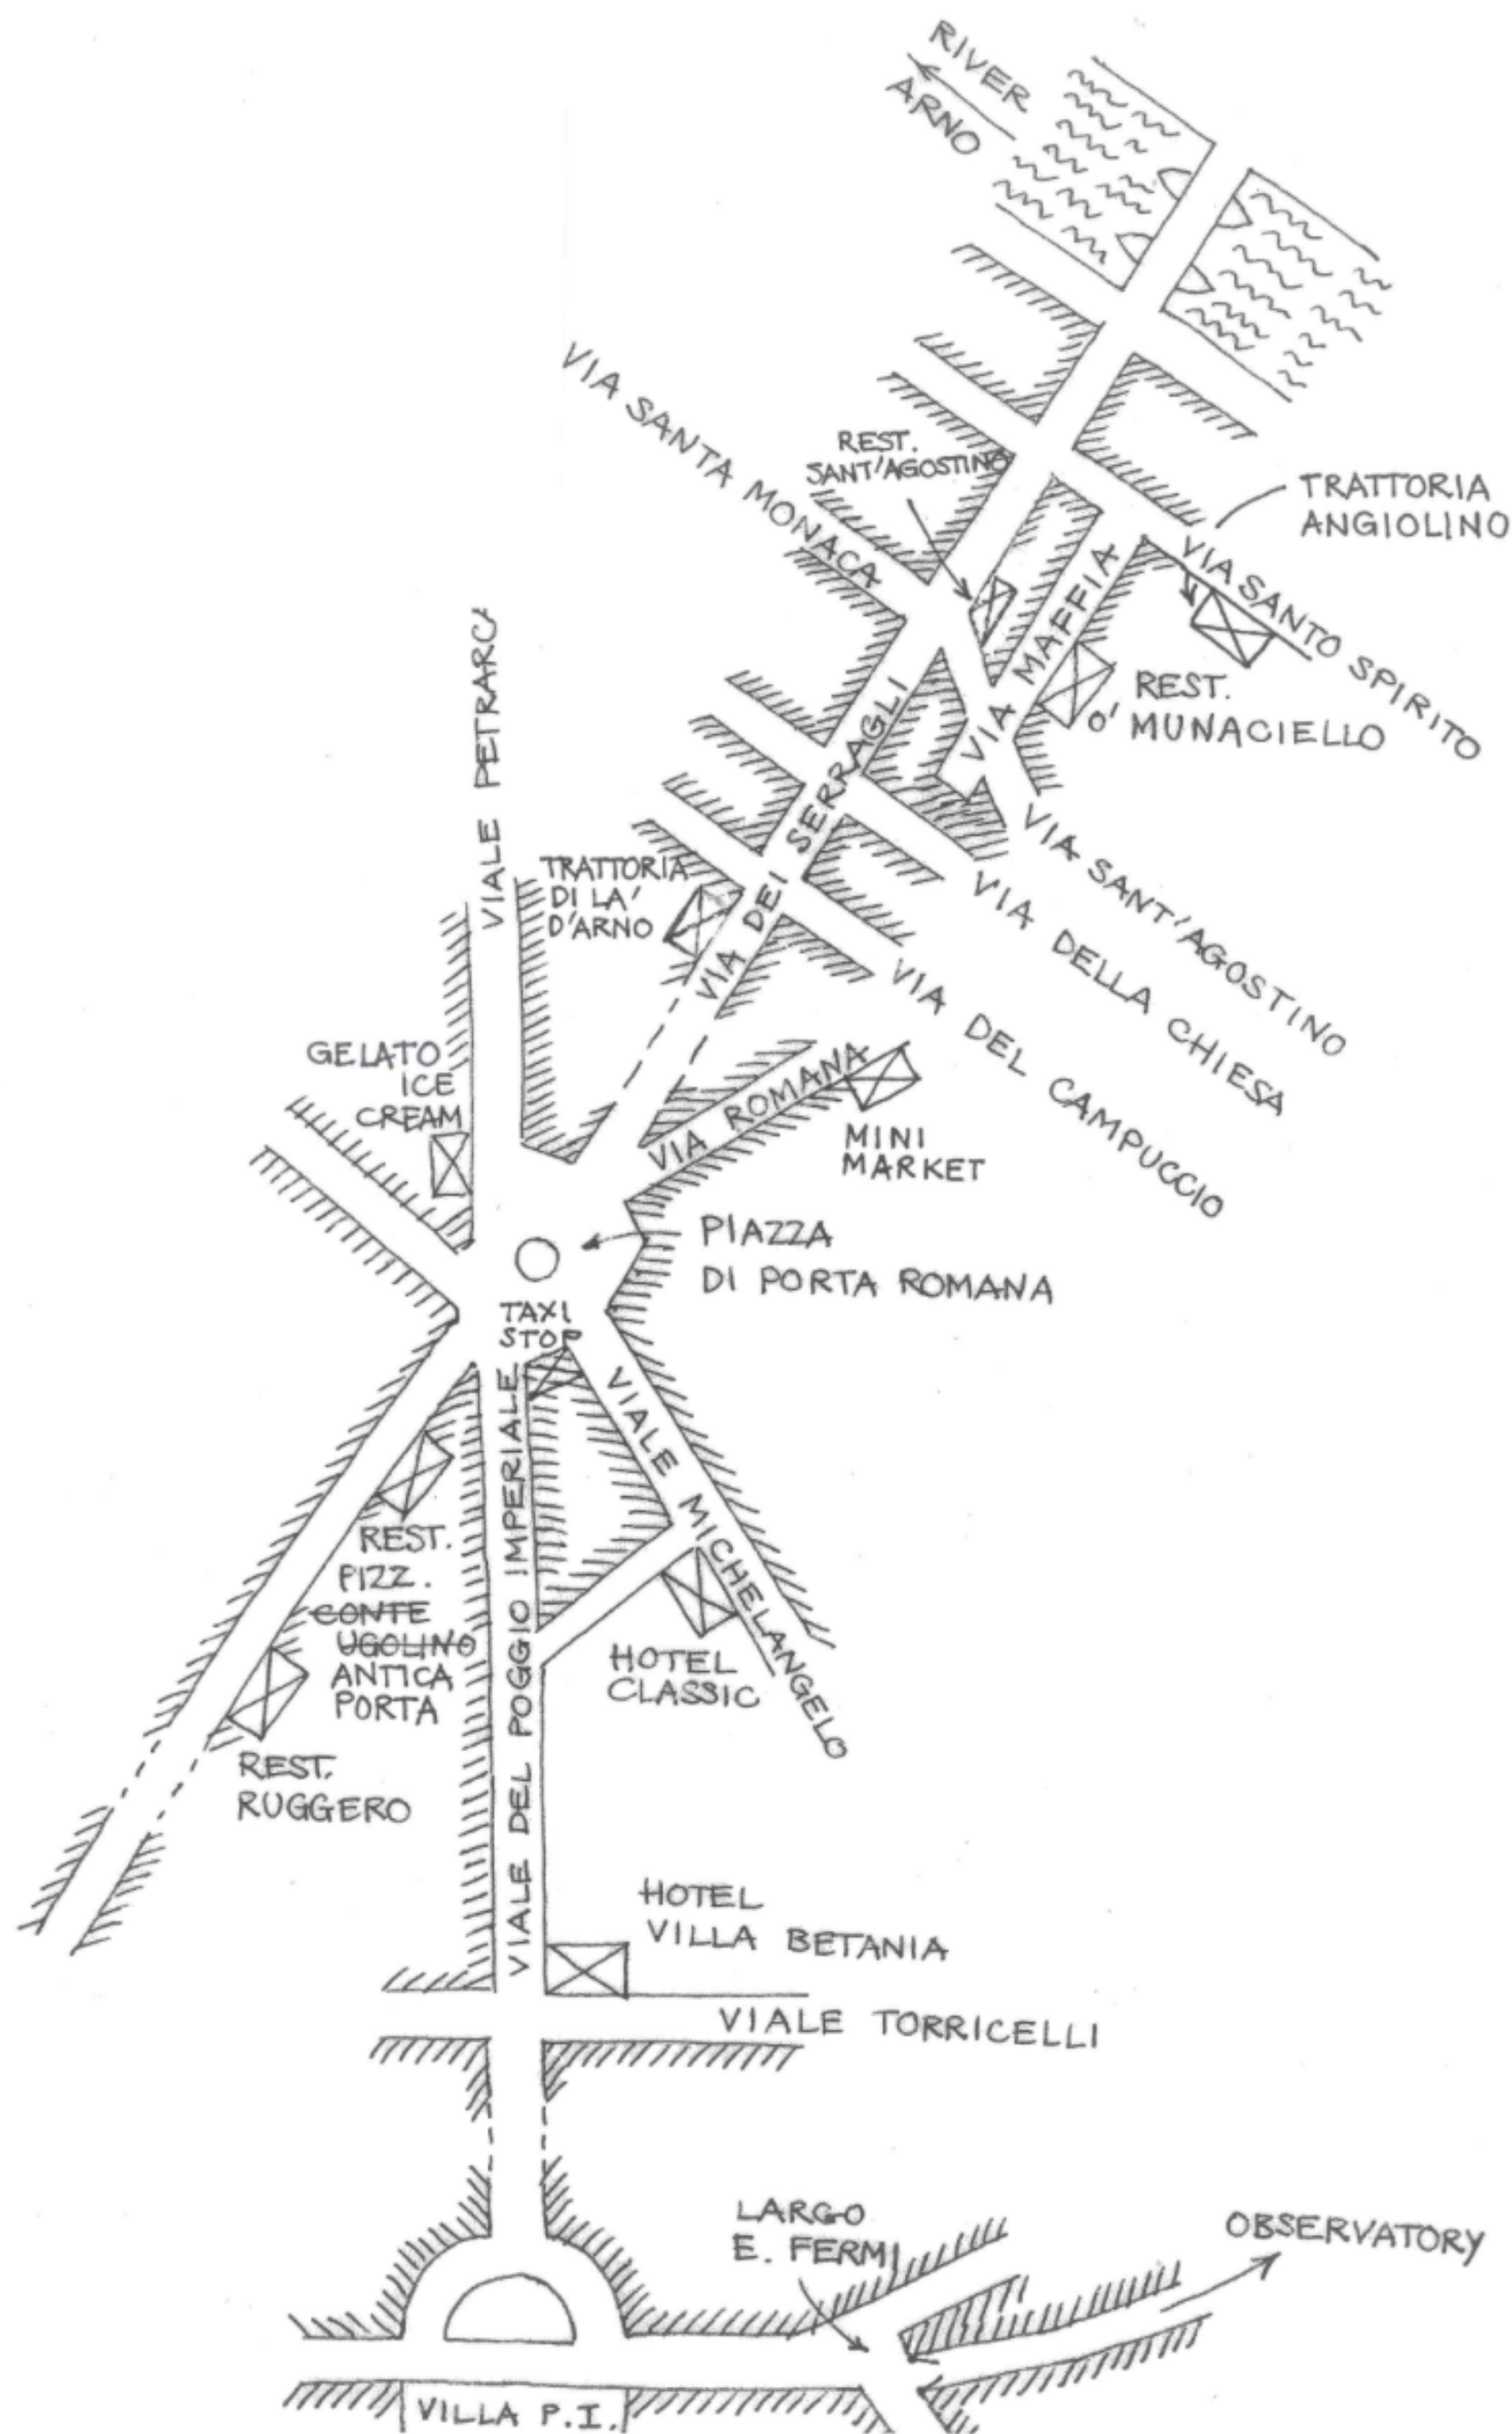 RIVER
ARNO
VIA SANTA MONACA
REST.
SANT'AGOSTINO
TRATTORIA
ANGIOLINO
VIA SANTO SPIRITO
VIA MAFFIA
REST.
O' MUNACIELLO
VIALE PETRARCA
VIA DEI SERRAGLI
TRATTORIA
DI LA'
D'ARNO
VIA SANT'AGOSTINO
VIA DELLA CHIESA
VIA DEL CAMPUCCIO
GELATO
ICE
CREAM
VIA ROMANA
MINI
MARKET
PIAZZA
DI PORTA ROMANA
TAXI
STOP
VIALE DEL POGGIO IMPERIALE
VIALE MICHELANGELO
REST.
PIZZ.
CONTE
UGOLINO
ANTICA
PORTA
HOTEL
CLASSIC
REST.
RUGGERO
HOTEL
VILLA BETANIA
VIALE TORRICELLI
LARGO
E. FERMI
OBSERVATORY
VILLA P.I.